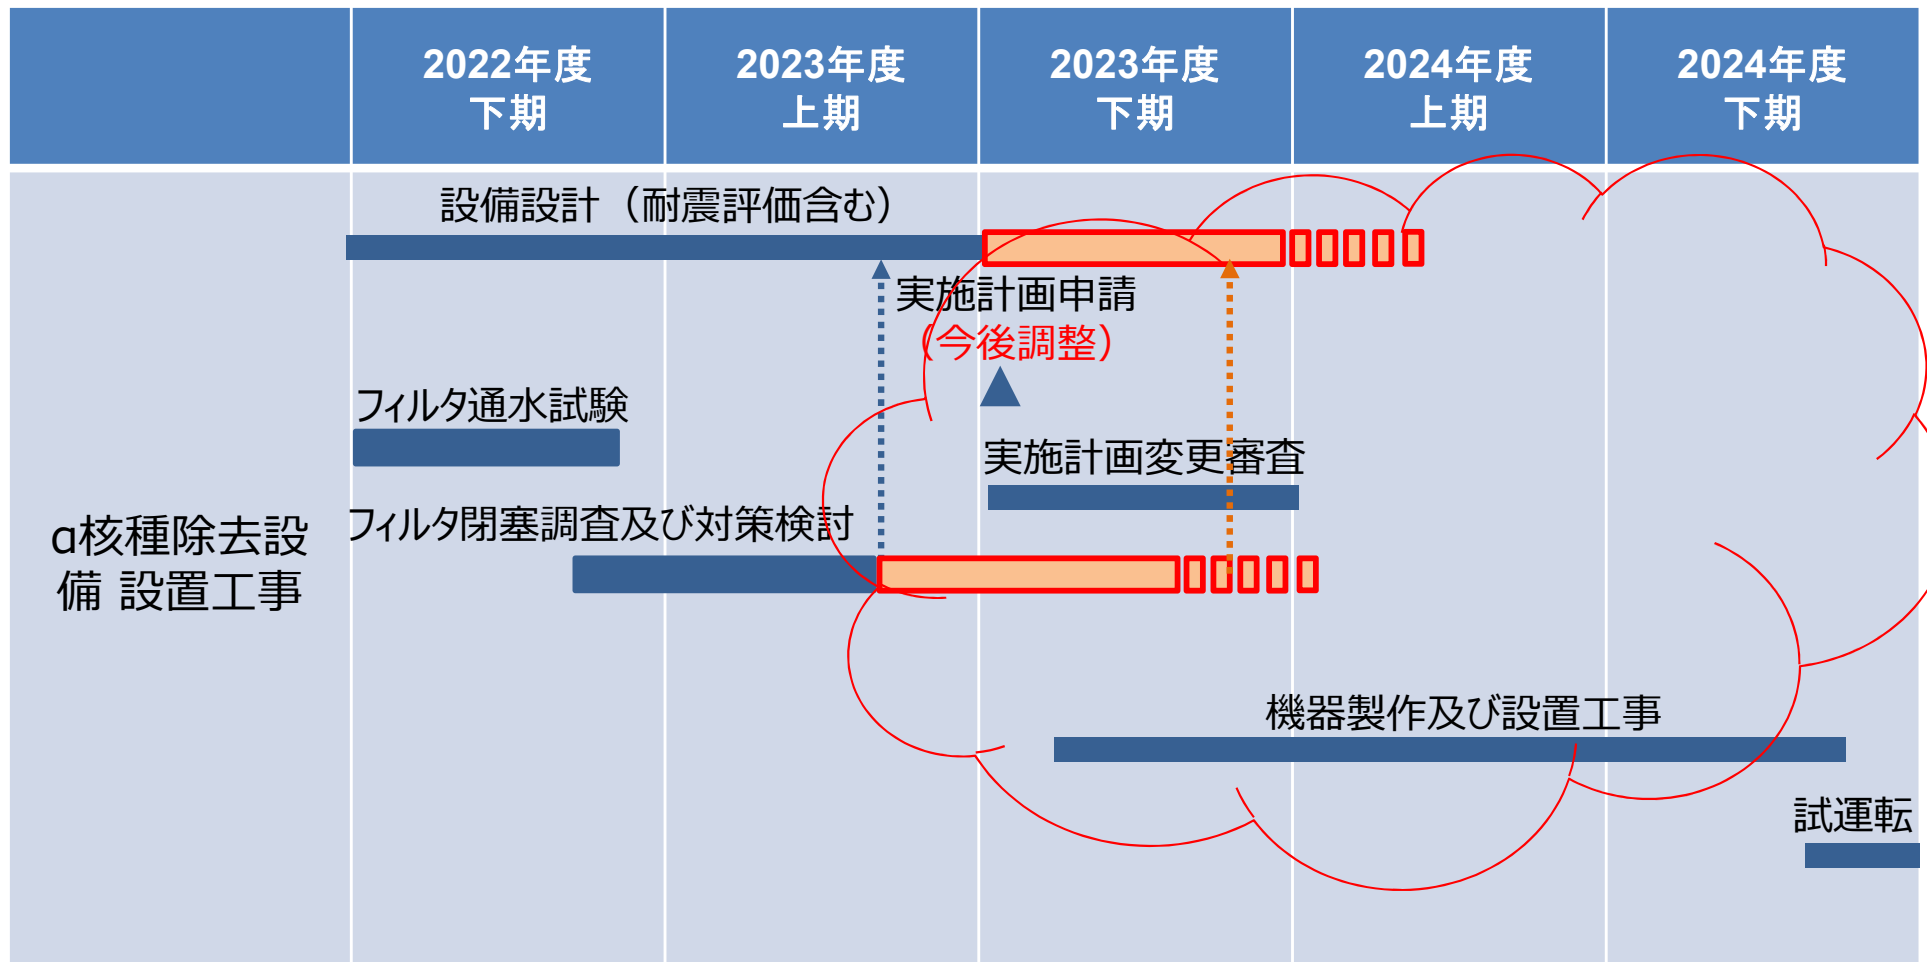 2022年度
下期
2023年度
上期
2023年度
下期
2024年度
上期
2024年度
下期
α核種除去設
備 設置工事
設備設計（耐震評価含む）
実施計画申請
（今後調整）
フィルタ通水試験
実施計画変更審査
フィルタ閉塞調査及び対策検討
機器製作及び設置工事
試運転